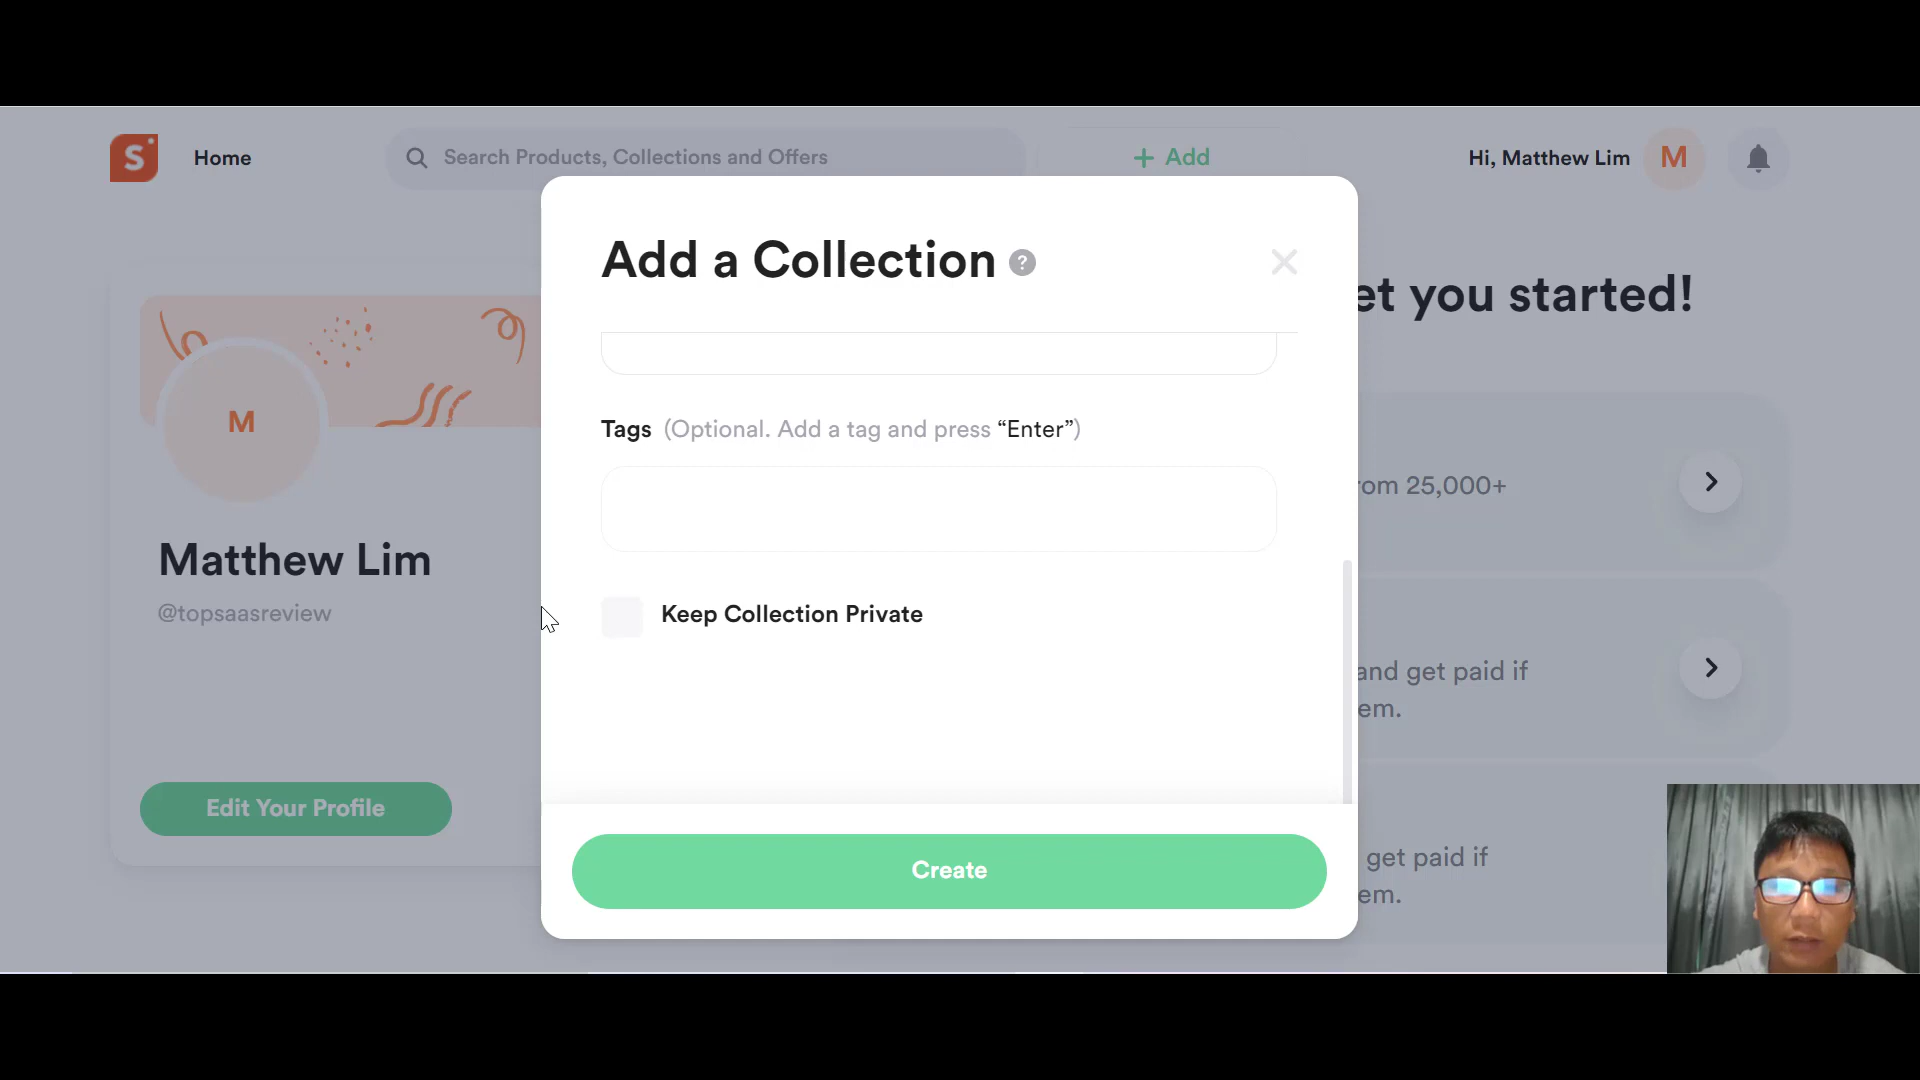 S
Home
Search Products, Collections and Offers
+ Add
Hi, Matthew Lim
M
Add a Collection ?
et you started!
M
Tags (Optional. Add a tag and press “Enter”)
om 25,000+
Matthew Lim
@topsaasreview
Keep Collection Private
and get paid if
em.
Edit Your Profile
Create
get paid if
em.